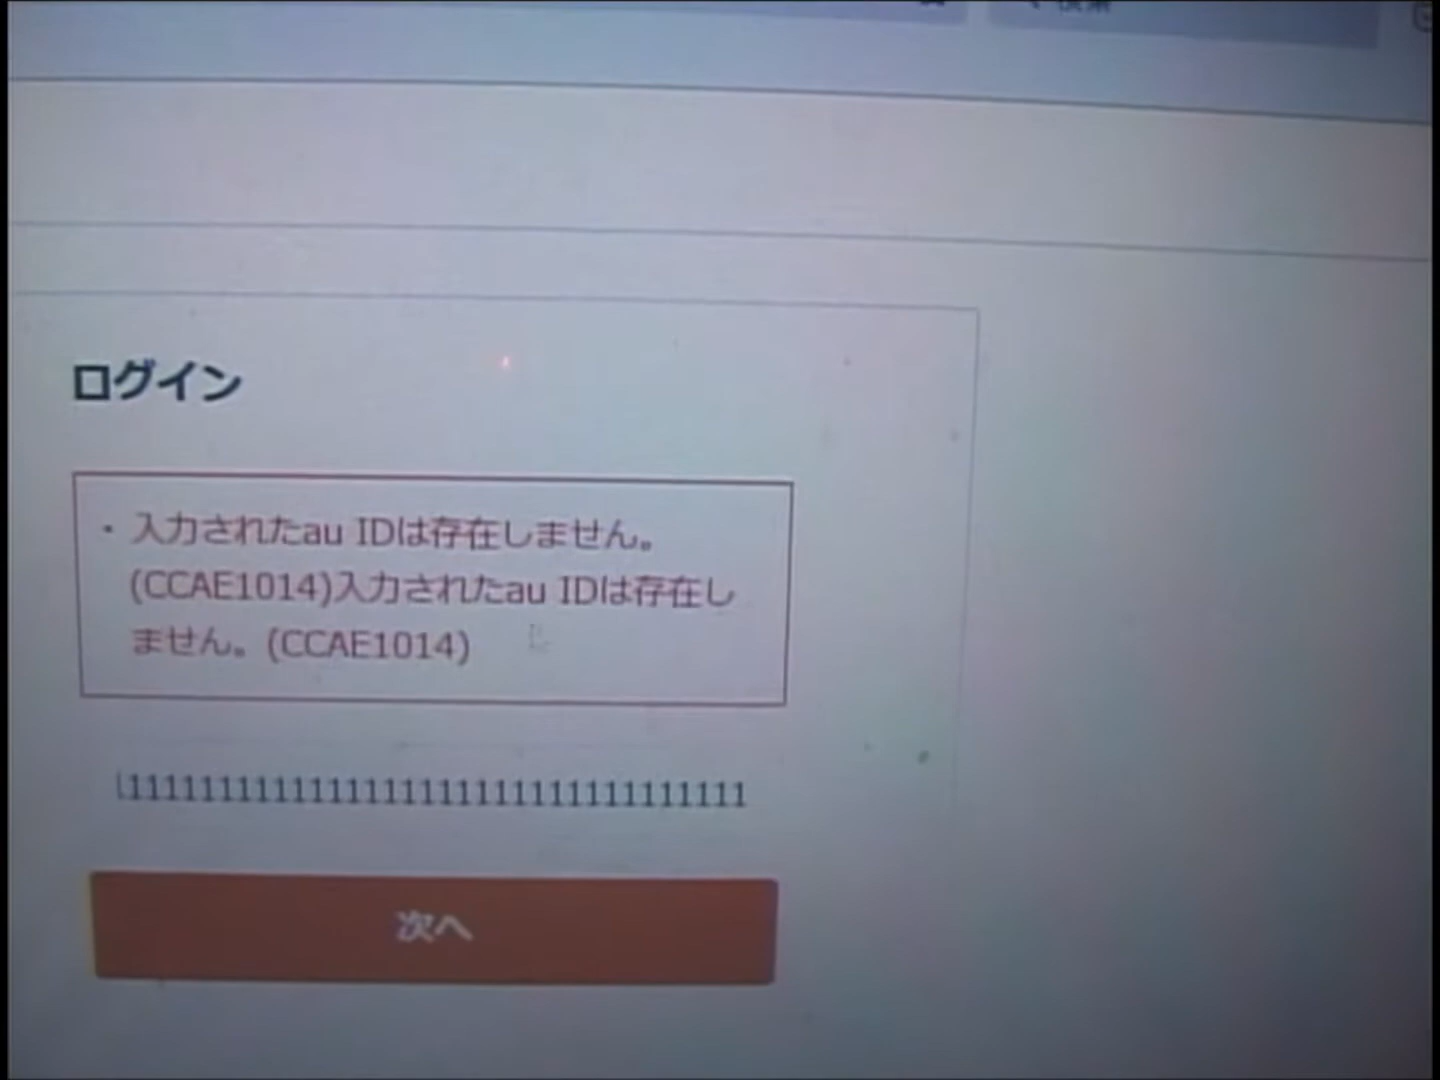 ログイン
・入力されたau IDは存在しません。
(CCAE1014)入力されたau IDは存在し
ません。(CCAE1014)
次へ